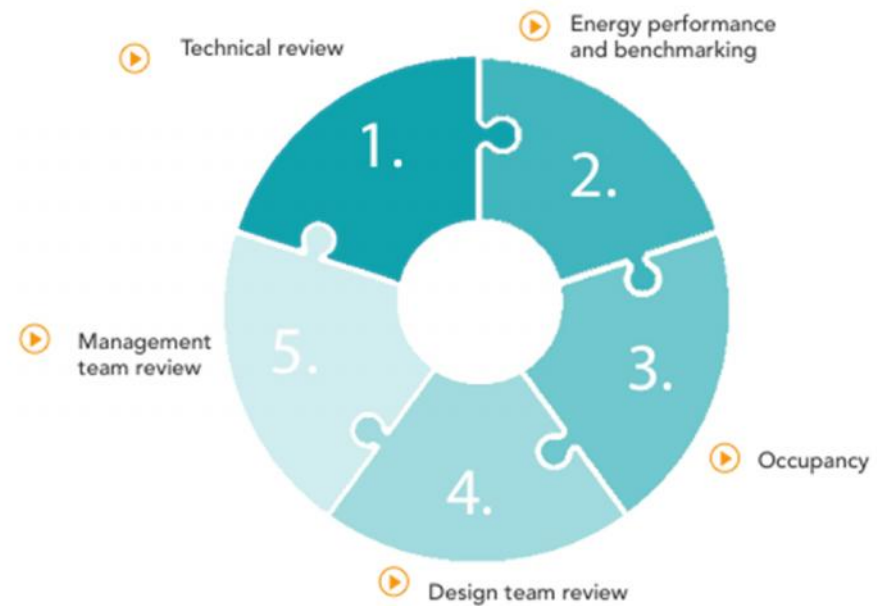 Technical review
Energy performance
and benchmarking
1.
2.
3.
4.
5.
Management
team review
Occupancy
Design team review